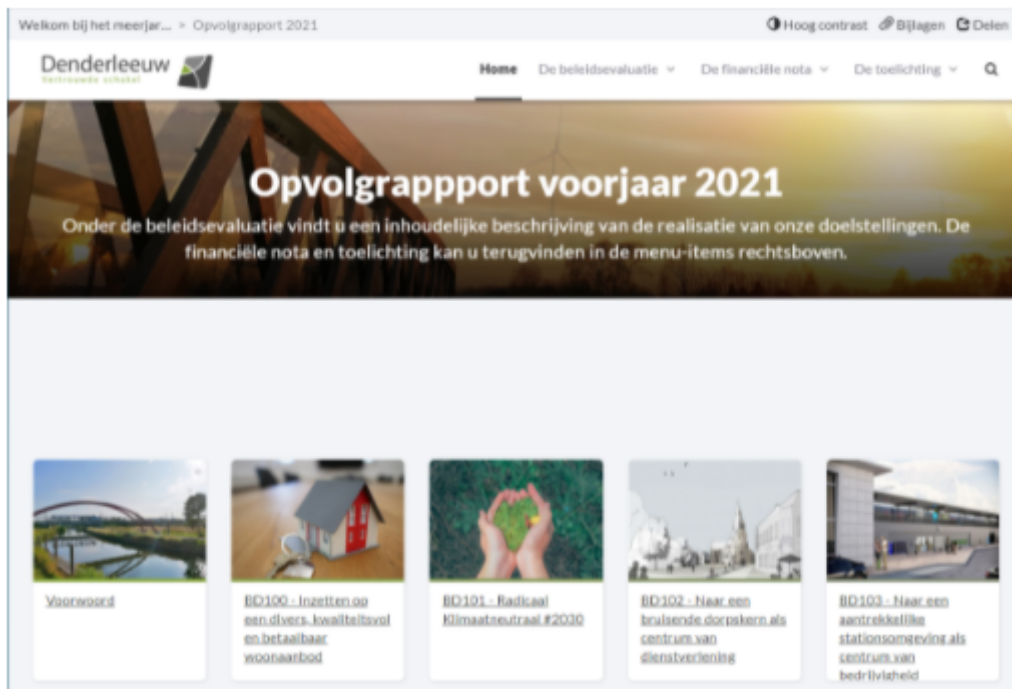 Welkom bij het meerjar... > Opvolgrapport 2021
Hoog contrast Bijlagen Delen
Denderleeuw
Vertrouwde schakel
Home De beleidsevaluatie De financiële nota De toelichting
Opvolgrappport voorjaar 2021
Onder de beleidsevaluatie vindt u een inhoudelijke beschrijving van de realisatie van onze doelstellingen. De
financiële nota en toelichting kan u terugvinden in de menu-items rechtsboven.
Voorwoord
BD100 - Inzetten op
een divers, kwaliteitsvol
en betaalbaar
woonaanbod
BD101 - Radicaal
Klimaatneutraal #2030
BD102 - Naar een
bruisende dorpskern als
centrum van
dienstverlening
BD103 - Naar een
aantrekkelijke
stationsomgeving als
centrum van
bedrijvigheid